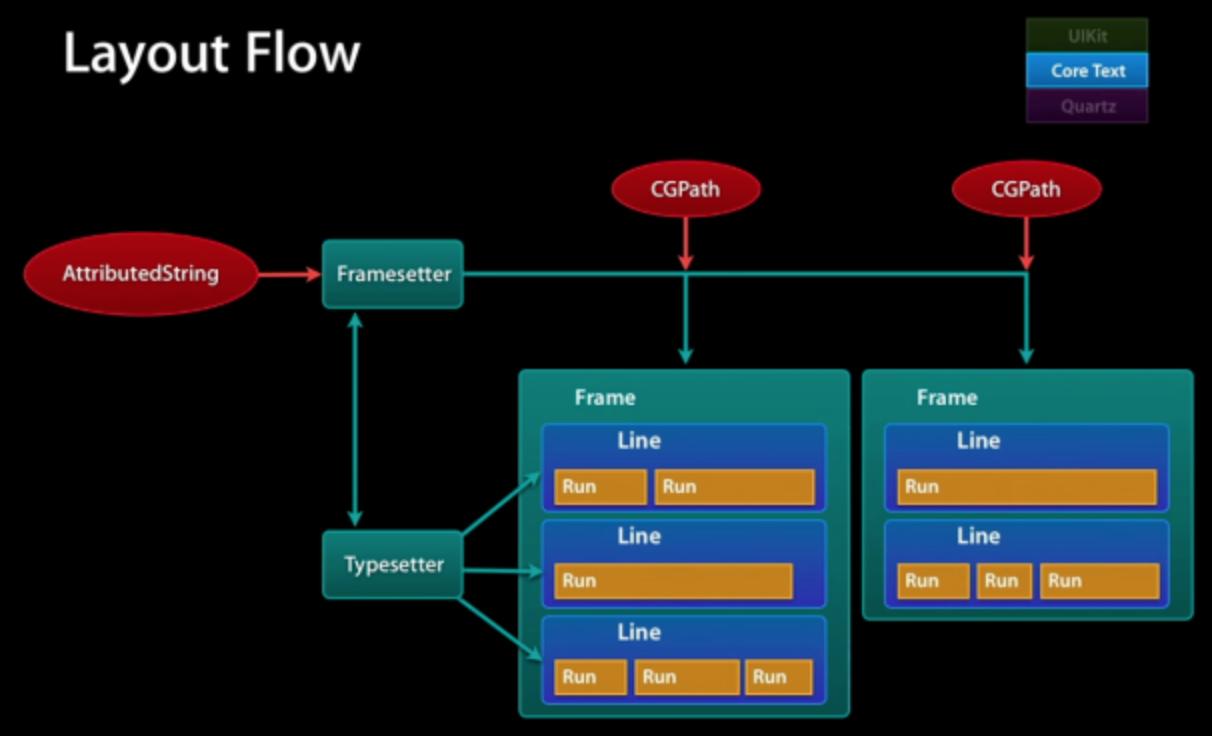 Layout Flow
UIKit
Core Text
Quartz
CGPath
CGPath
AttributedString
Framesetter
Typesetter
Frame
Line
Run Run
Line
Run
Line
Run Run Run
Frame
Line
Run
Line
Run Run Run